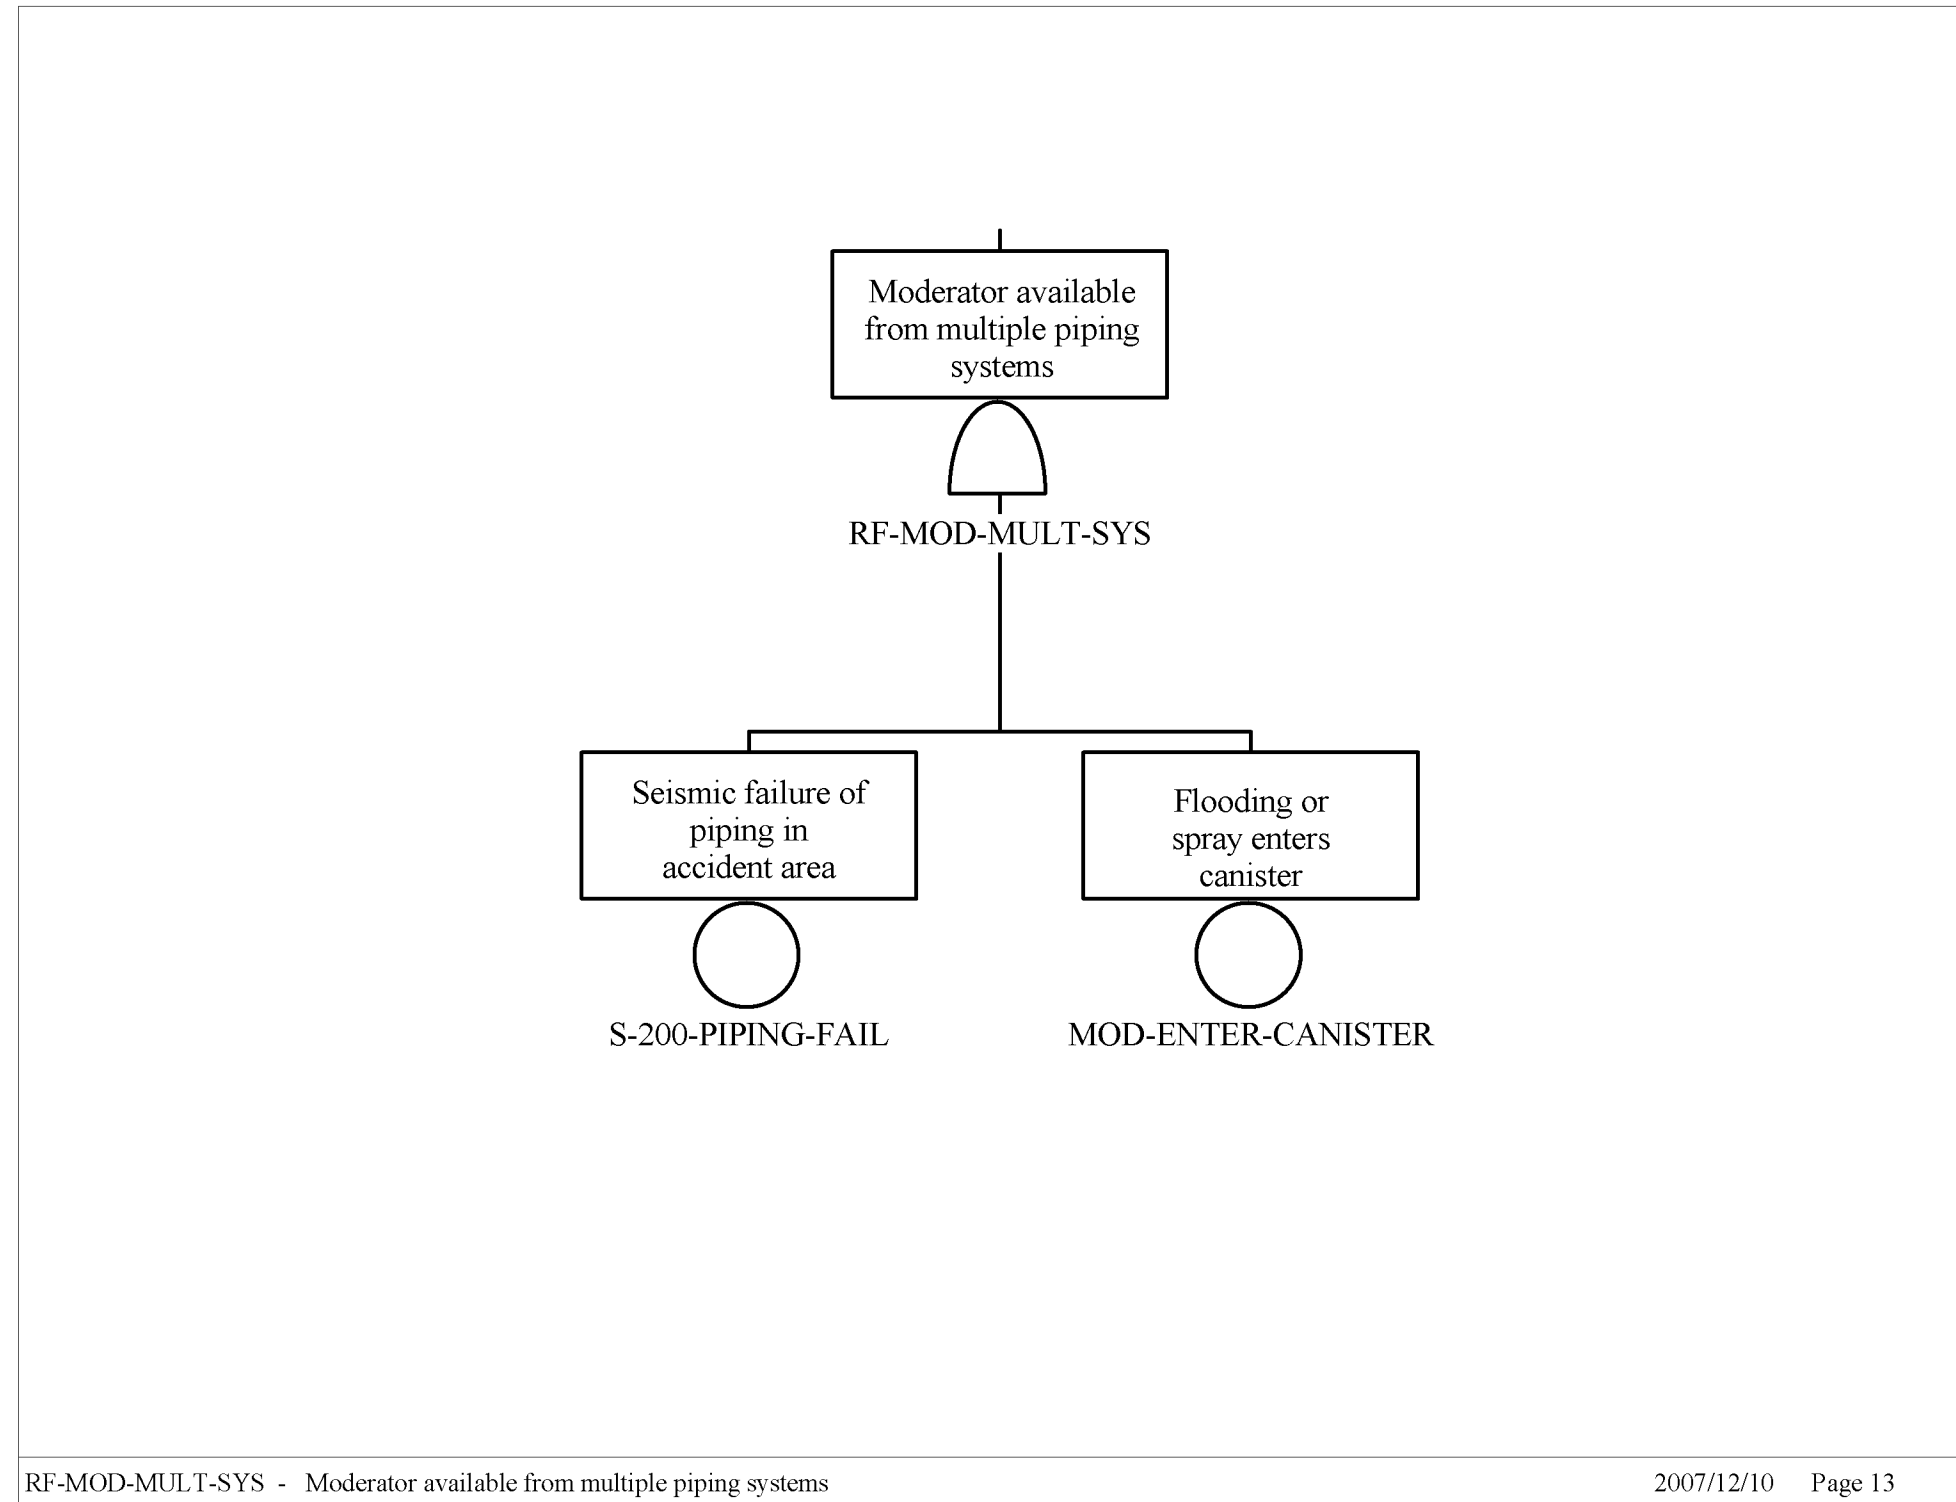 Moderator available
from multiple piping
systems
RF-MOD-MULT-SYS
Seismic failure of
piping in
accident area
S-200-PIPING-FAIL
Flooding or
spray enters
canister
MOD-ENTER-CANISTER
RF-MOD-MULT-SYS - Moderator available from multiple piping systems
2007/12/10 Page 13